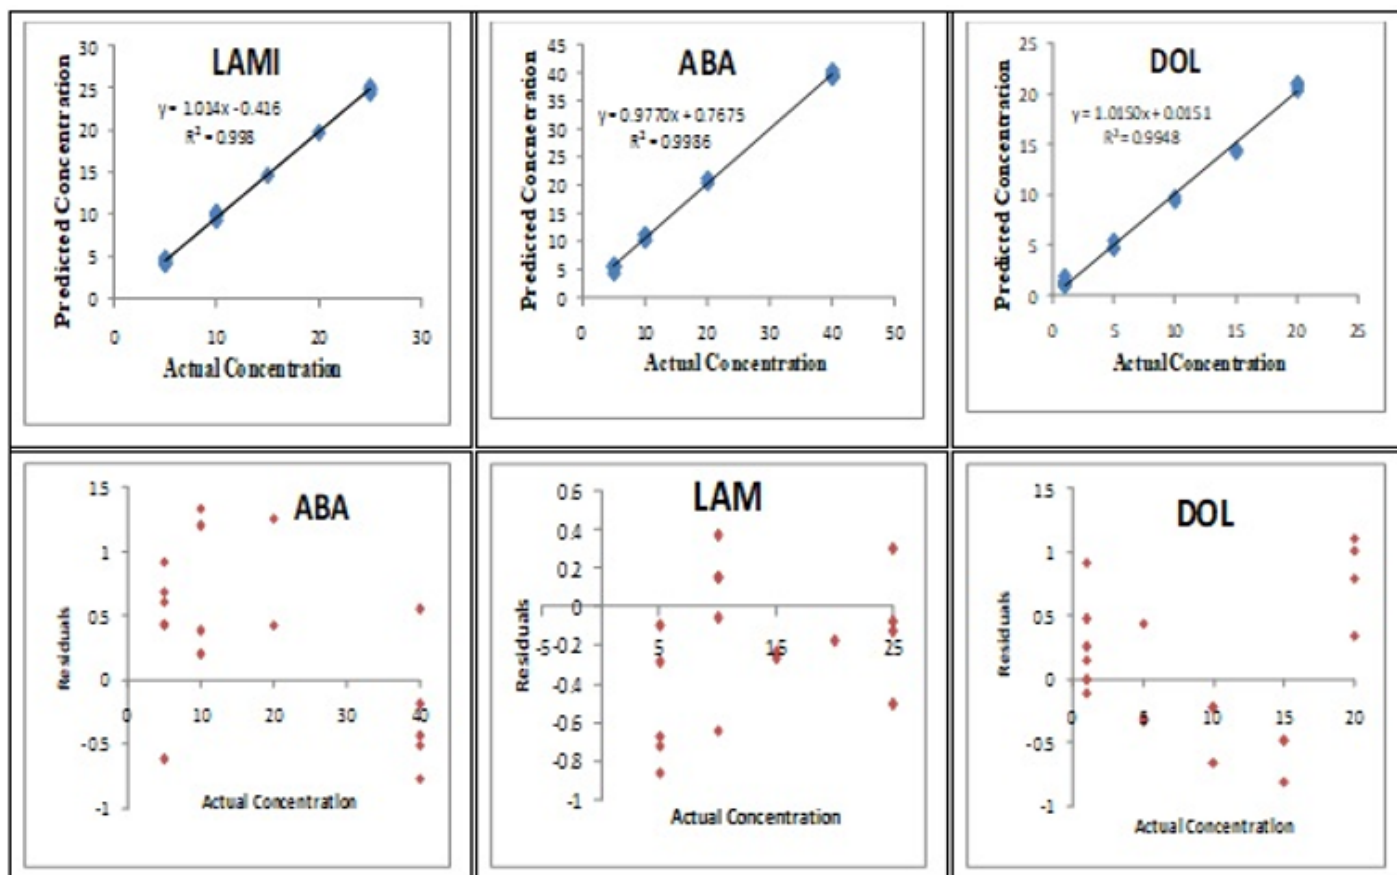 LAMI
y = 1.014x - 0.416
R² = 0.998
Predicted Concentration
30
25
20
15
10
5
0
0 10 20 30
Actual Concentration
ABA
y = 0.9770x + 0.7675
R² = 0.9986
Predicted Concnetration
45
40
35
30
25
20
15
10
5
0
0 10 20 30 40 50
Actual Concentration
DOL
y = 1.0150x + 0.0151
R² = 0.9948
Predicted Concentration
25
20
15
10
5
0
0 5 10 15 20 25
Actual Concentration
ABA
Residuals
15
1
0.5
0
-0.5
-1
0 10 20 30 40
Actual Concentration
LAM
Residuals
0.6
0.4
0.2
0
-0.2
-0.4
-0.6
-0.8
-1
-5 5 15 25
Actual Concentration
DOL
Residuals
15
1
0.5
0
-0.5
-1
0 5 10 15 20
Actual Concentration